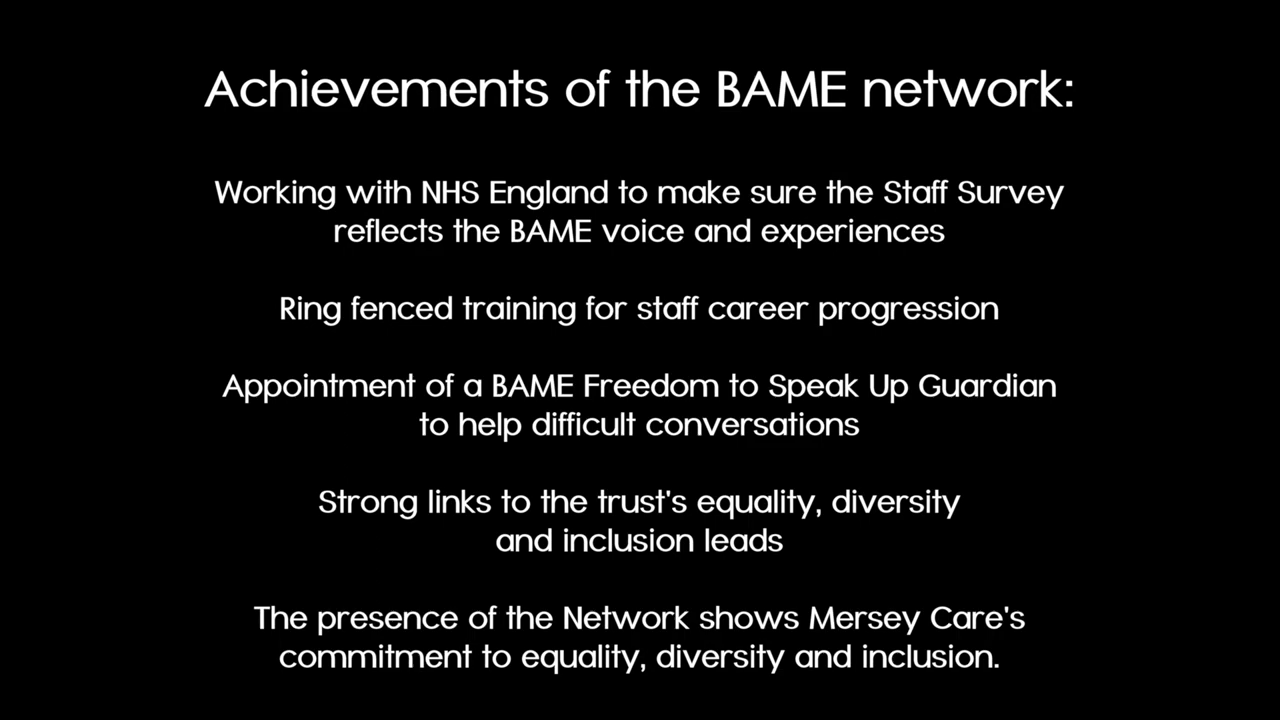 Achievements of the BAME network:
Working with NHS England to make sure the Staff Survey
reflects the BAME voice and experiences
Ring fenced training for staff career progression
Appointment of a BAME Freedom to Speak Up Guardian
to help difficult conversations
Strong links to the trust's equality, diversity
and inclusion leads
The presence of the Network shows Mersey Care's
commitment to equality, diversity and inclusion.